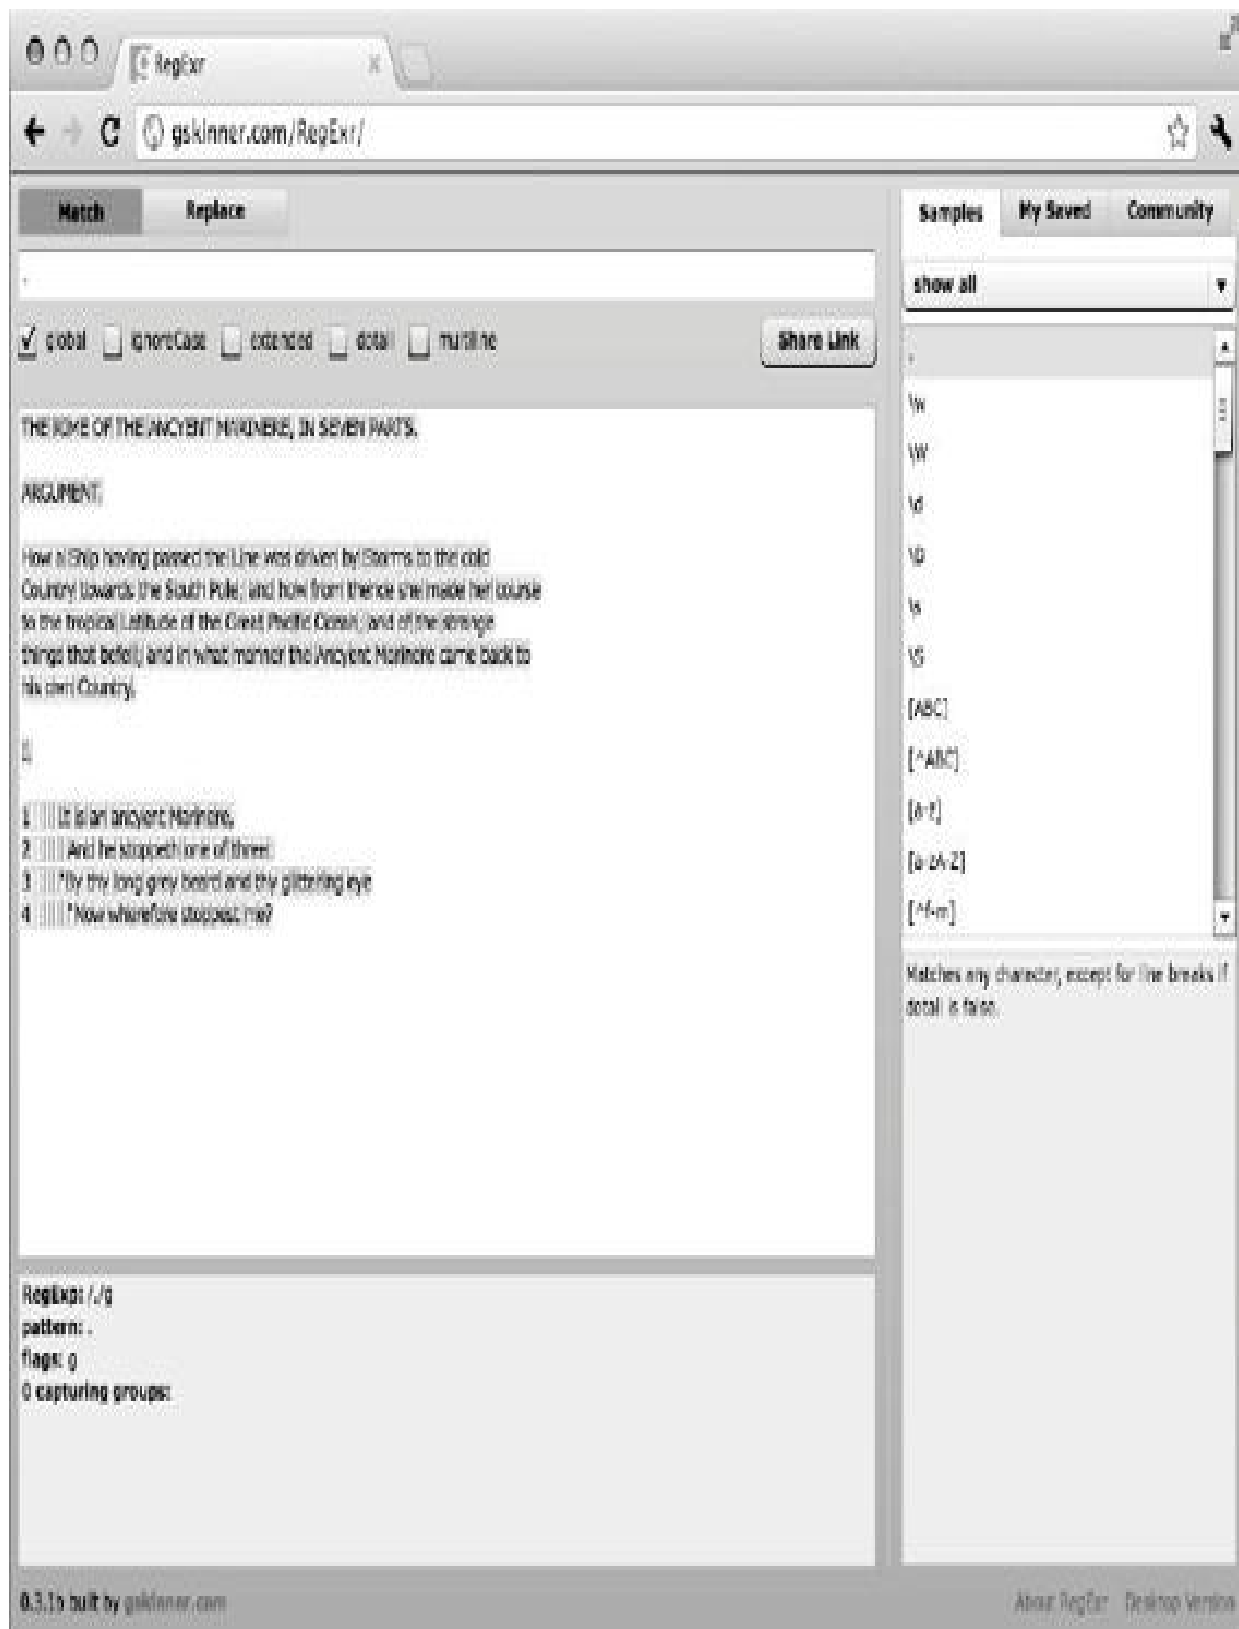 RegExr
gskinner.com/RegExr/
Match Replace
Samples My Saved Community
.
show all
global ignoreCase extended dotall multiline
Share Link
.
\w
\W
\d
\D
\s
\S
[ABC]
[^ABC]
[a-z]
[a-zA-Z]
[^f-m]
THE RIME OF THE ANCYENT MARINERE, IN SEVEN PARTS.
ARGUMENT.
How a Ship having passed the Line was driven by Storms to the cold
Country towards the South Pole; and how from thence she made her course
to the tropical Latitude of the Great Pacific Ocean; and of the strange
things that befell; and in what manner the Ancyent Marinere came back to
his own Country.
I.
1 It is an ancyent Marinere,
2 And he stoppeth one of three:
3 "By thy long grey beard and thy glittering eye
4 "Now wherefore stoppest me?
Matches any character, except for line breaks if
dotall is false.
RegExp: /./g
pattern: .
flags: g
0 capturing groups:
0.3.1b built by gskinner.com
About RegExr Desktop Version